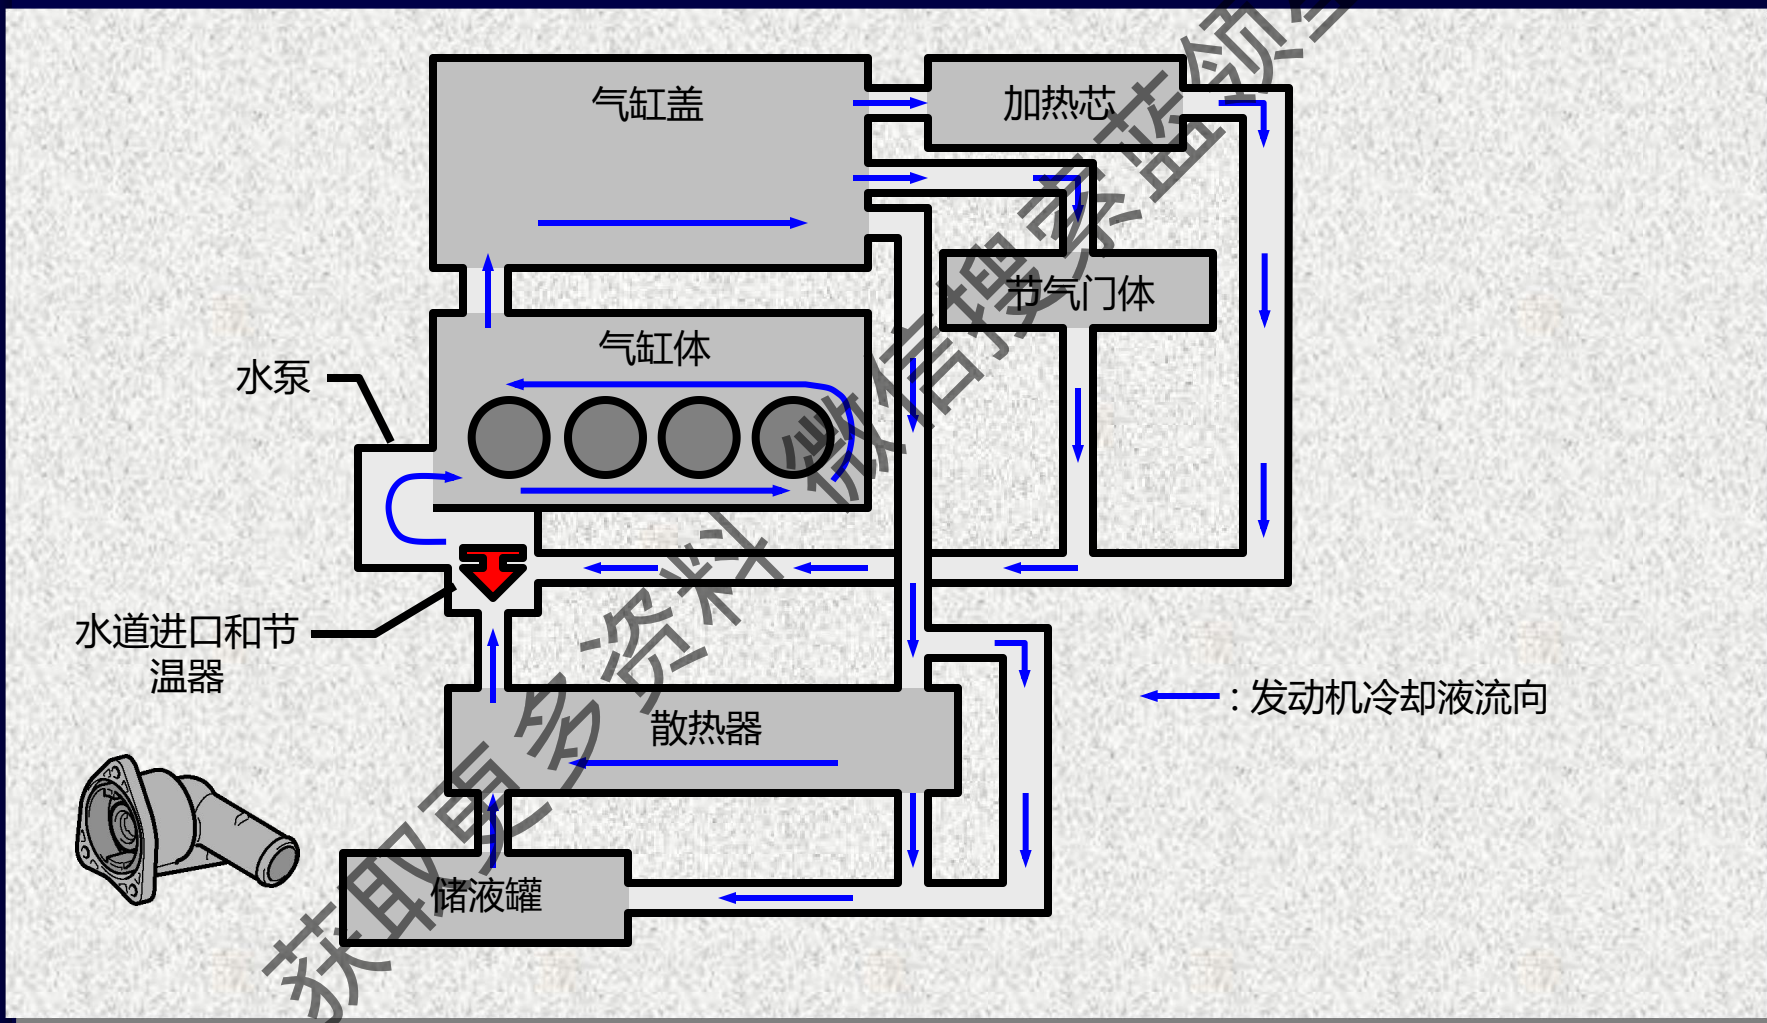 气缸盖
加热芯
节气门体
气缸体
水泵
水道进口和节
温器
散热器
：发动机冷却液流向
储液罐
获取更多资料 微信搜索蓝领